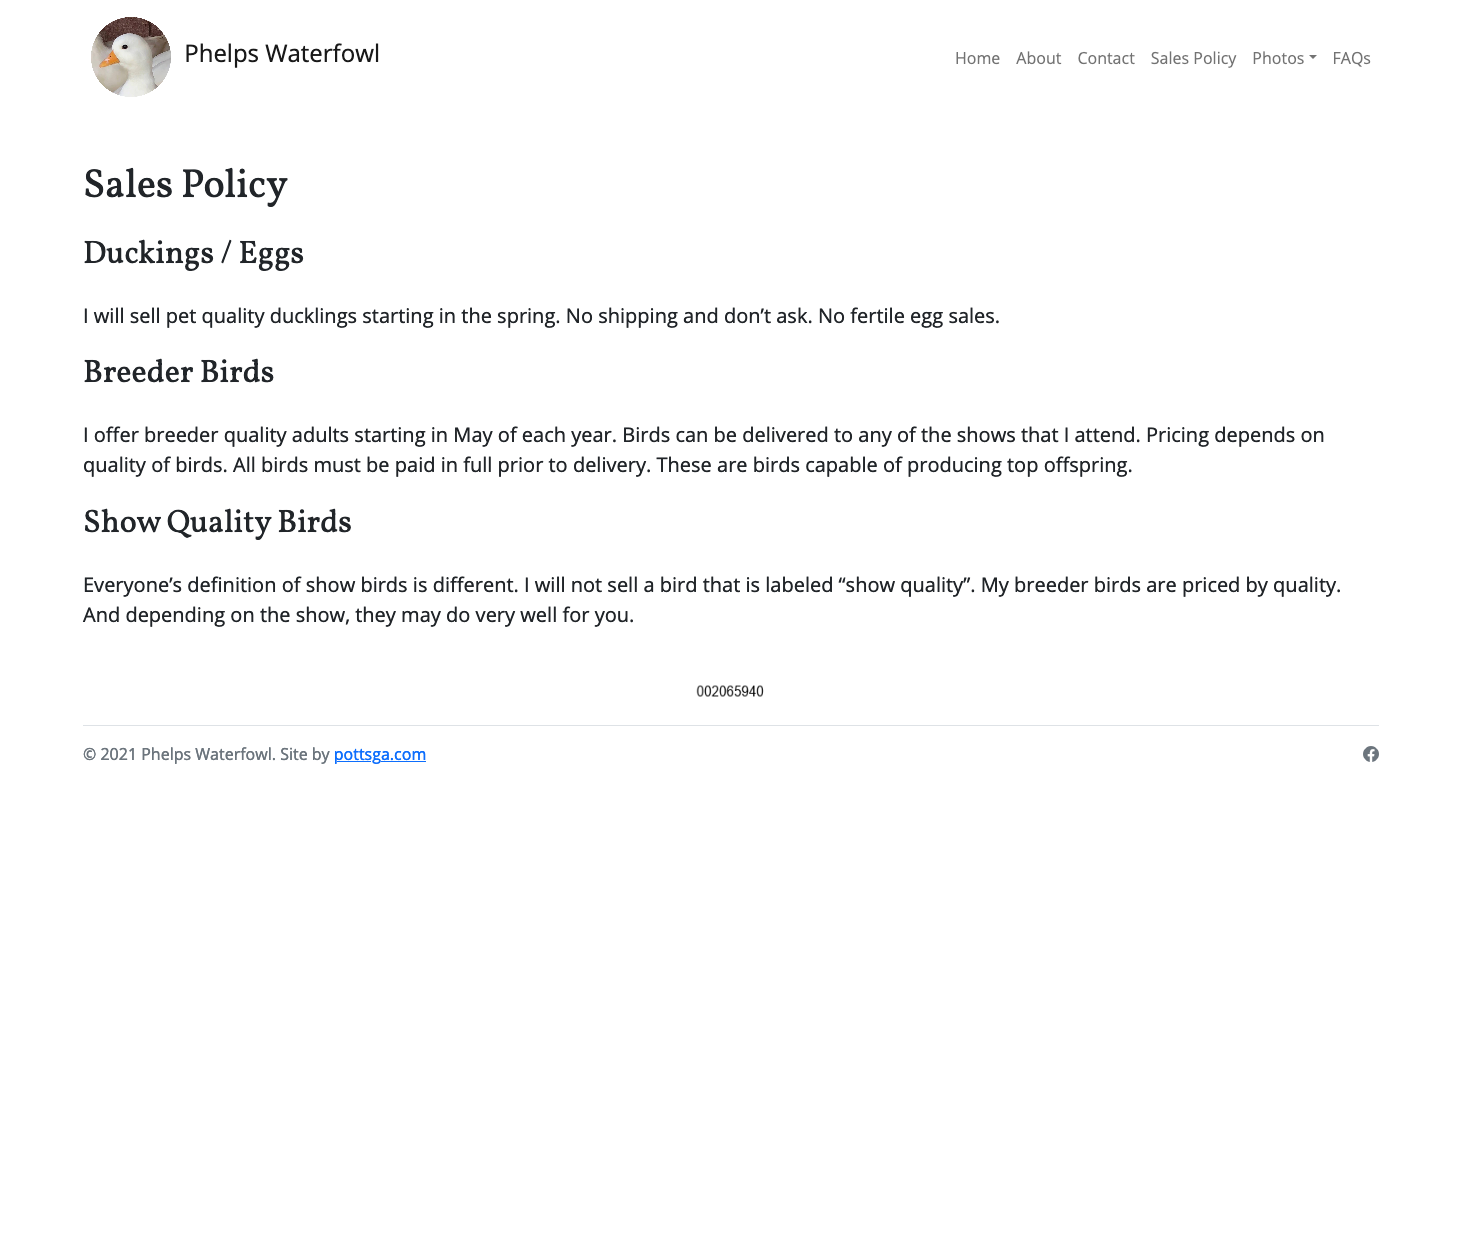 Phelps Waterfowl
Home About Contact Sales Policy Photos FAQs
Sales Policy
Duckings / Eggs
I will sell pet quality ducklings starting in the spring. No shipping and don’t ask. No fertile egg sales.
Breeder Birds
I offer breeder quality adults starting in May of each year. Birds can be delivered to any of the shows that I attend. Pricing depends on
quality of birds. All birds must be paid in full prior to delivery. These are birds capable of producing top offspring.
Show Quality Birds
Everyone’s definition of show birds is different. I will not sell a bird that is labeled “show quality”. My breeder birds are priced by quality.
And depending on the show, they may do very well for you.
002065940
© 2021 Phelps Waterfowl. Site by pottsga.com